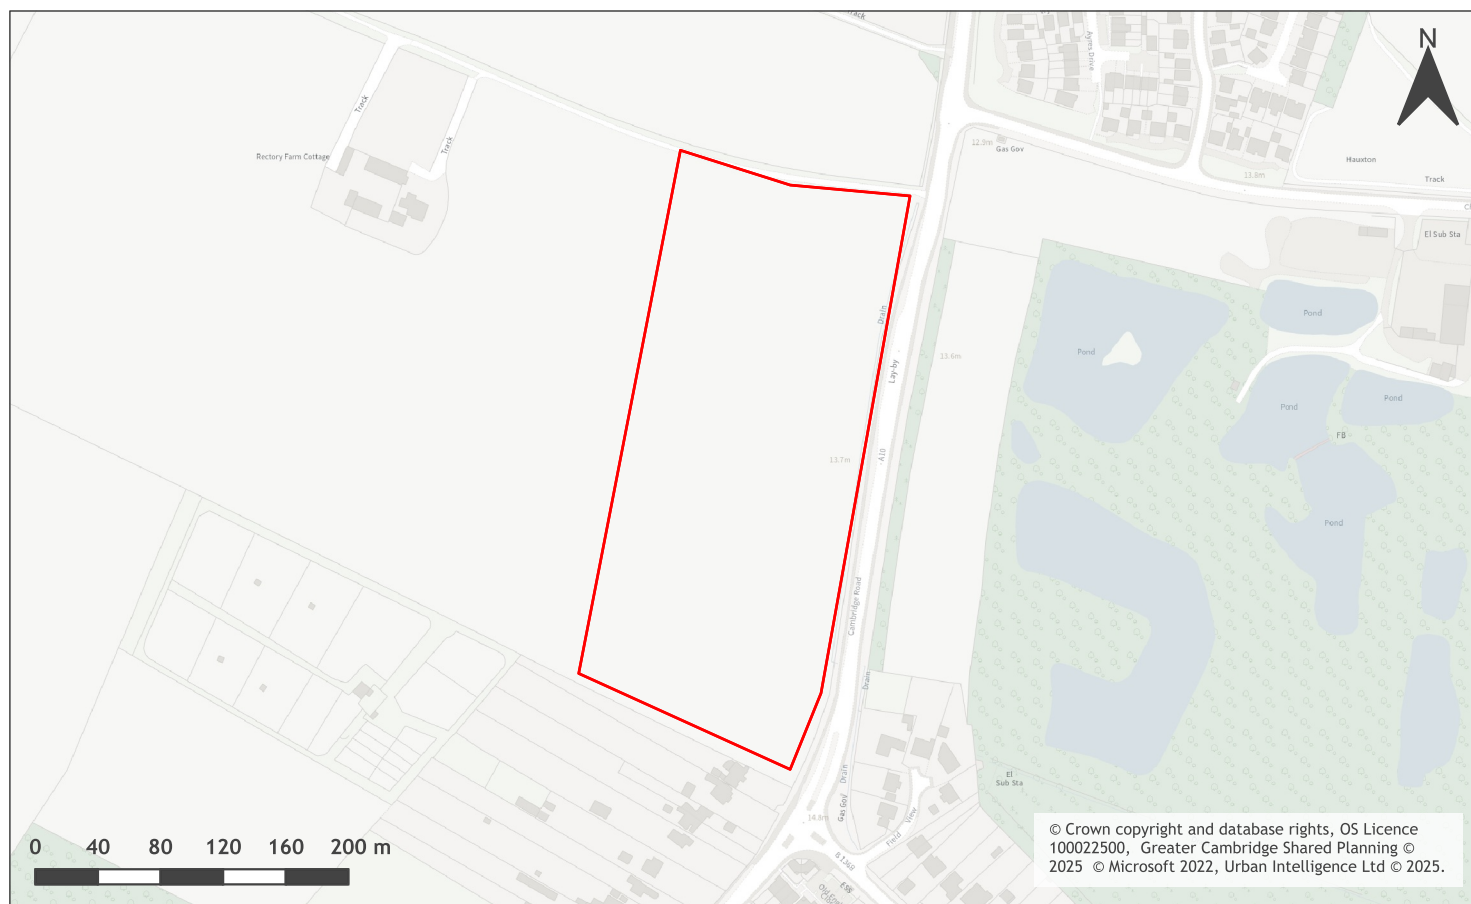 Track
N
Ayres Drive
Track
12.9m
Gas Gov
Track
Rectory Farm Cottage
Hauxton
13.8m
Track
El Sub Sta
Drain
Pond
13.6m
Pond
Lay-by
Pond
Pond
FB
A10
13.7m
Pond
Cambridge Road
Drain
El
Sub Sta
Drain
Gas Gov
14.8m
View
Field
B 1368
ESS
0 40 80 120 160 200 m
© Crown copyright and database rights, OS Licence
100022500, Greater Cambridge Shared Planning ©
2025 © Microsoft 2022, Urban Intelligence Ltd © 2025.